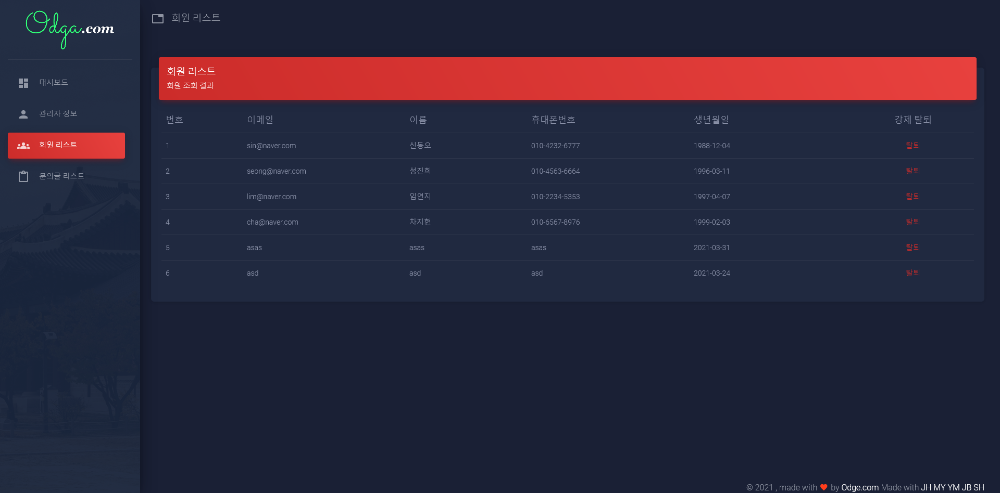 Odga.com
대시보드
관리자 정보
회원 리스트
문의글 리스트
회원 리스트
회원 리스트
회원 조회 결과
번호 이메일 이름 휴대폰번호 생년월일 강제 탈퇴
1 sin@naver.com 신동오 010-4232-6777 1988-12-04 탈퇴
2 seong@naver.com 성진희 010-4563-6664 1996-03-11 탈퇴
3 lim@naver.com 임연지 010-2234-5353 1997-04-07 탈퇴
4 cha@naver.com 차지현 010-6567-8976 1999-02-03 탈퇴
5 asas asas asas 2021-03-31 탈퇴
6 asd asd asd 2021-03-24 탈퇴
© 2021 , made with ♥ by Odge.com Made with JH MY YM JB SH